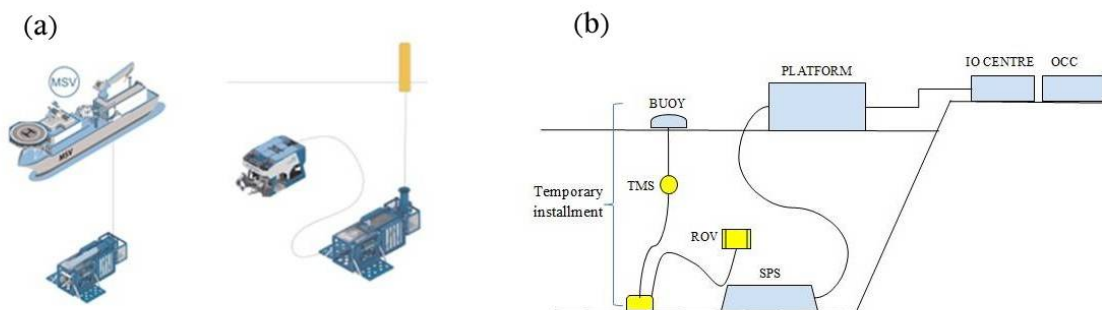 (a)
(b)
MSV
MSV
PLATFORM
IO CENTRE
OCC
BUOY
Temporary
installment
TMS
ROV
SPS